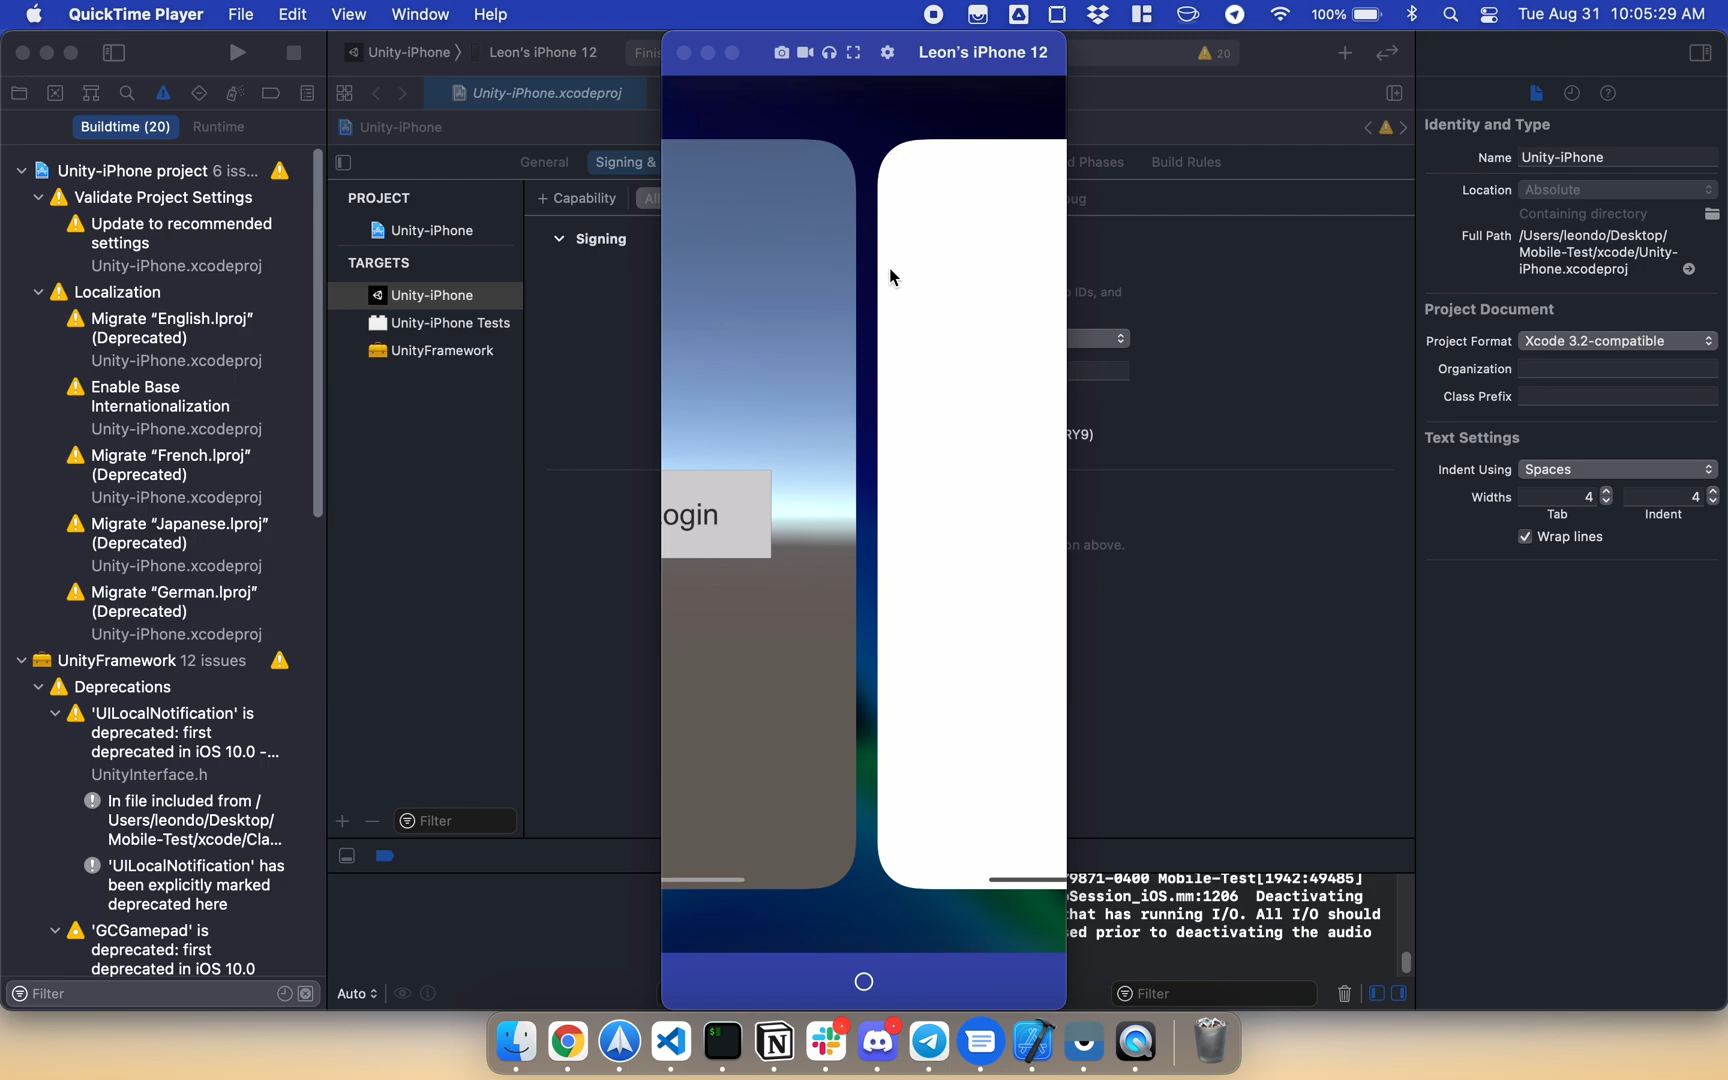 QuickTime Player File Edit View Window Help
100% Tue Aug 31 10:05:29 AM
Unity-iPhone 〉 Leon's iPhone 12
Leon's iPhone 12
20
Unity-iPhone.xcodeproj
Buildtime (20) Runtime
Unity-iPhone
General Signing &
d Phases Build Rules
Unity-iPhone project 6 iss...
Validate Project Settings
Update to recommended
settings
Unity-iPhone.xcodeproj
Localization
Migrate "English.lproj"
(Deprecated)
Unity-iPhone.xcodeproj
Enable Base
Internationalization
Unity-iPhone.xcodeproj
Migrate "French.lproj"
(Deprecated)
Unity-iPhone.xcodeproj
Migrate "Japanese.lproj"
(Deprecated)
Unity-iPhone.xcodeproj
Migrate "German.lproj"
(Deprecated)
Unity-iPhone.xcodeproj
UnityFramework 12 issues
Deprecations
'UILocalNotification' is
deprecated: first
deprecated in iOS 10.0 -...
UnityInterface.h
In file included from /
Users/leondo/Desktop/
Mobile-Test/xcode/Cla...
'UILocalNotification' has
been explicitly marked
deprecated here
'GCGamepad' is
deprecated: first
deprecated in iOS 10.0
Filter
PROJECT
Unity-iPhone
TARGETS
Unity-iPhone
Unity-iPhone Tests
UnityFramework
Filter
+ Capability All
Signing
ogin
IDs, and
RY9)
on above.
79871-0400 Mobile-Test[1942:49485]
Session_iOS.mm:1206 Deactivating
hat has running I/O. All I/O should
ed prior to deactivating the audio
Auto
Filter
Identity and Type
Name Unity-iPhone
Location Absolute
Containing directory
Full Path /Users/leondo/Desktop/
Mobile-Test/xcode/Unity-
iPhone.xcodeproj
Project Document
Project Format Xcode 3.2-compatible
Organization
Class Prefix
Text Settings
Indent Using Spaces
Widths 4 4
Tab Indent
Wrap lines